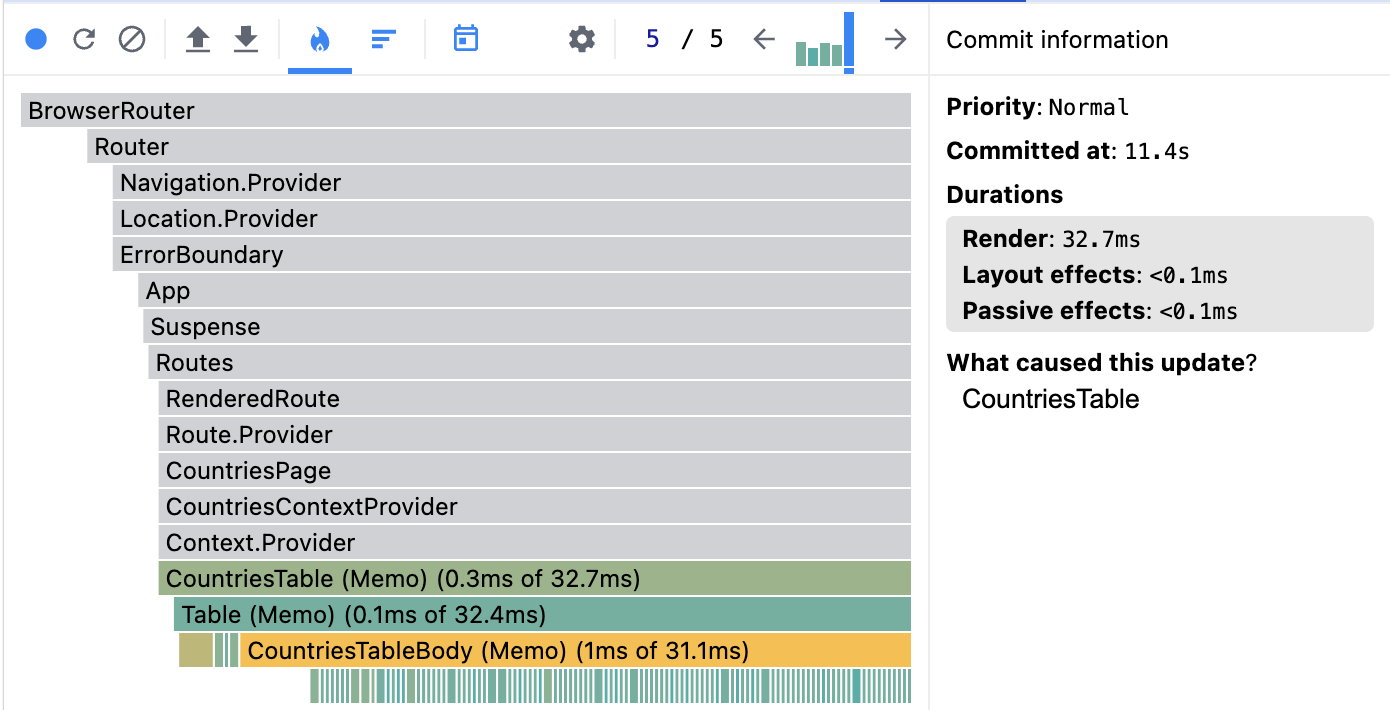 5 / 5
Commit information
BrowserRouter
Router
Navigation.Provider
Location.Provider
ErrorBoundary
App
Suspense
Routes
RenderedRoute
Route.Provider
CountriesPage
CountriesContextProvider
Context.Provider
CountriesTable (Memo) (0.3ms of 32.7ms)
Table (Memo) (0.1ms of 32.4ms)
CountriesTableBody (Memo) (1ms of 31.1ms)
Priority: Normal
Committed at: 11.4s
Durations
Render: 32.7ms
Layout effects: <0.1ms
Passive effects: <0.1ms
What caused this update?
CountriesTable